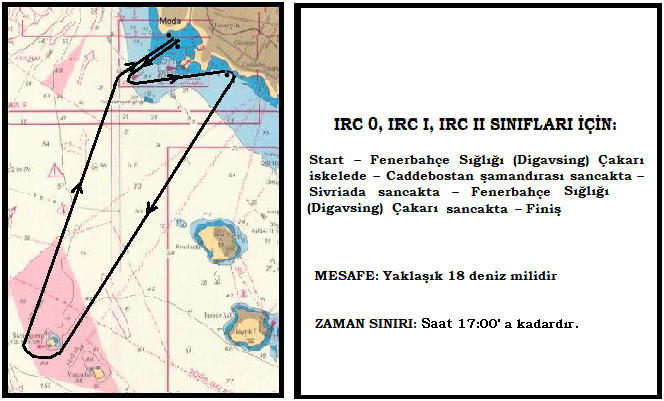 Moda
IRC 0, IRC I, IRC II SINIFLARI İÇİN:
Start – Fenerbahçe Sığlığı (Digavsing) Çakarı
iskelede – Caddebostan şamandırası sancakta –
Sivriada sancakta – Fenerbahçe Sığlığı
(Digavsing) Çakarı sancakta – Finiş
MESAFE: Yaklaşık 18 deniz milidir
ZAMAN SINIRI: Saat 17:00' a kadardır.